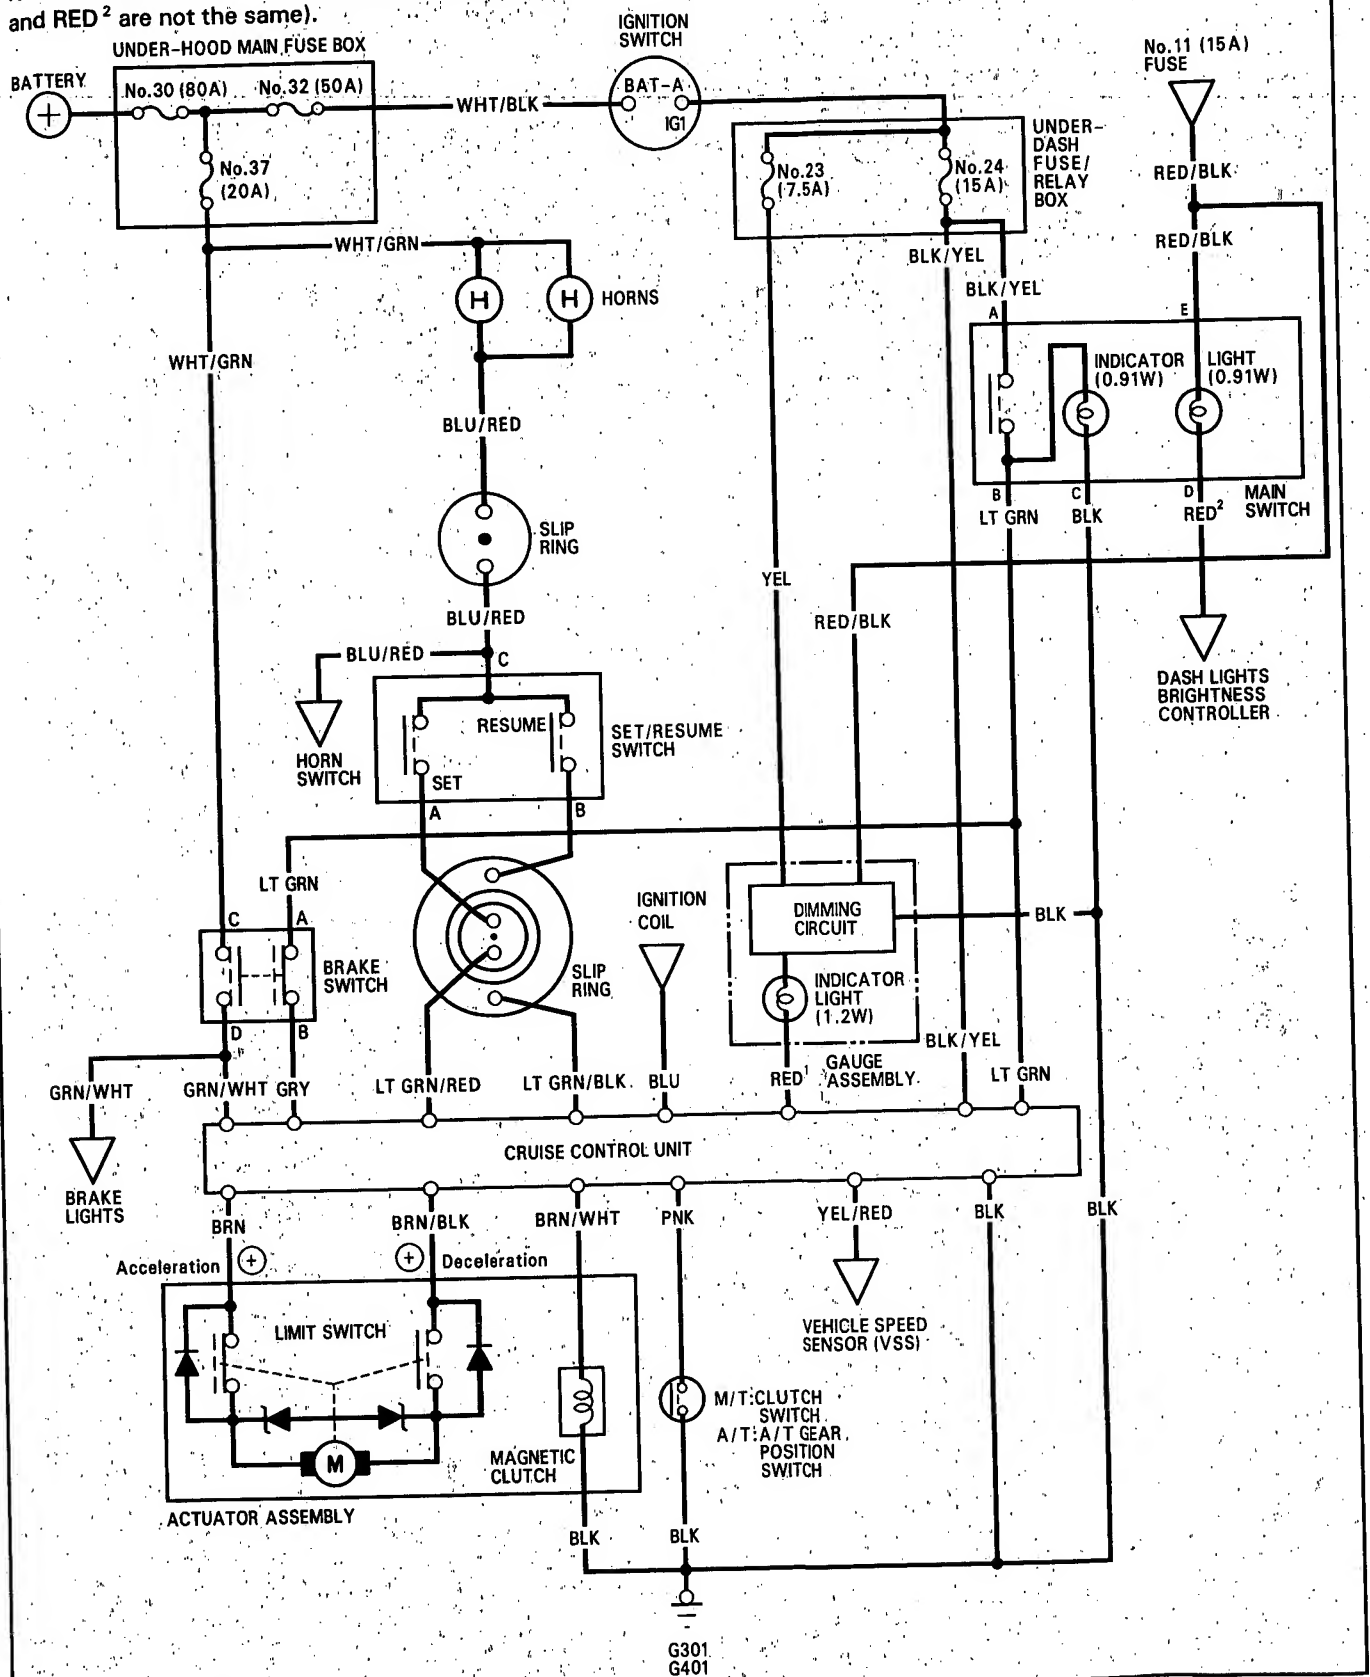 and RED² are not the same).
UNDER-HOOD MAIN FUSE BOX
IGNITION
SWITCH
No.11 (15A)
FUSE
BATTERY
+
No.30 (80A)
No.32 (50A)
WHT/BLK
BAT-A
IG1
No.37
(20A)
No.23
(7.5A)
No.24
(15A)
UNDER-
DASH
FUSE/
RELAY
BOX
RED/BLK
WHT/GRN
BLK/YEL
RED/BLK
H
H
HORNS
BLK/YEL
A
E
WHT/GRN
INDICATOR
(0.91W)
LIGHT
(0.91W)
BLU/RED
B
C
D
MAIN
SWITCH
LT GRN
BLK
RED²
SLIP
RING
YEL
BLU/RED
RED/BLK
BLU/RED
C
DASH LIGHTS
BRIGHTNESS
CONTROLLER
HORN
SWITCH
RESUME
SET
SET/RESUME
SWITCH
A
B
LT GRN
IGNITION
COIL
DIMMING
CIRCUIT
BLK
C
A
BRAKE
SWITCH
SLIP
RING
INDICATOR
LIGHT
(1.2W)
D
B
BLK/YEL
GAUGE
ASSEMBLY
GRN/WHT
GRN/WHT
GRY
LT GRN/RED
LT GRN/BLK
BLU
RED¹
LT GRN
CRUISE CONTROL UNIT
BRAKE
LIGHTS
BRN
BRN/BLK
BRN/WHT
PNK
YEL/RED
BLK
BLK
Acceleration
+
+
Deceleration
LIMIT SWITCH
VEHICLE SPEED
SENSOR (VSS)
M/T:CLUTCH
SWITCH
A/T:A/T GEAR
POSITION
SWITCH
M
MAGNETIC
CLUTCH
ACTUATOR ASSEMBLY
BLK
BLK
G301
G401